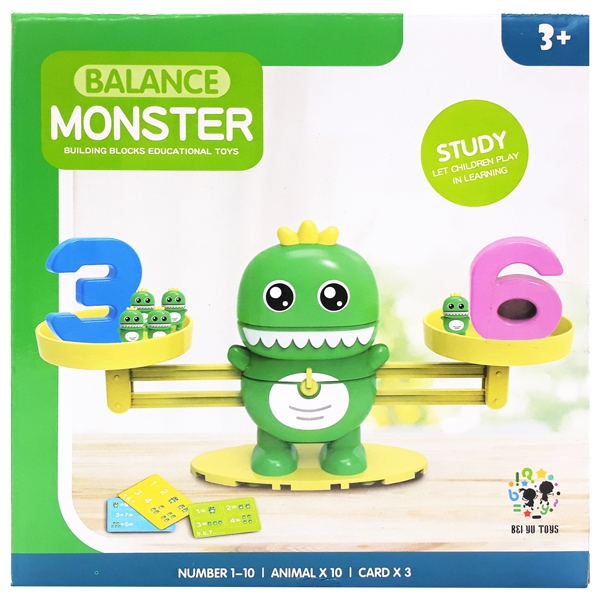 3+
BALANCE
MONSTER
BUILDING BLOCKS EDUCATIONAL TOYS
STUDY
LET CHILDREN PLAY
IN LEARNING
3
6
BEI YU TOYS
NUMBER 1-10 | ANIMAL X 10 | CARD X 3